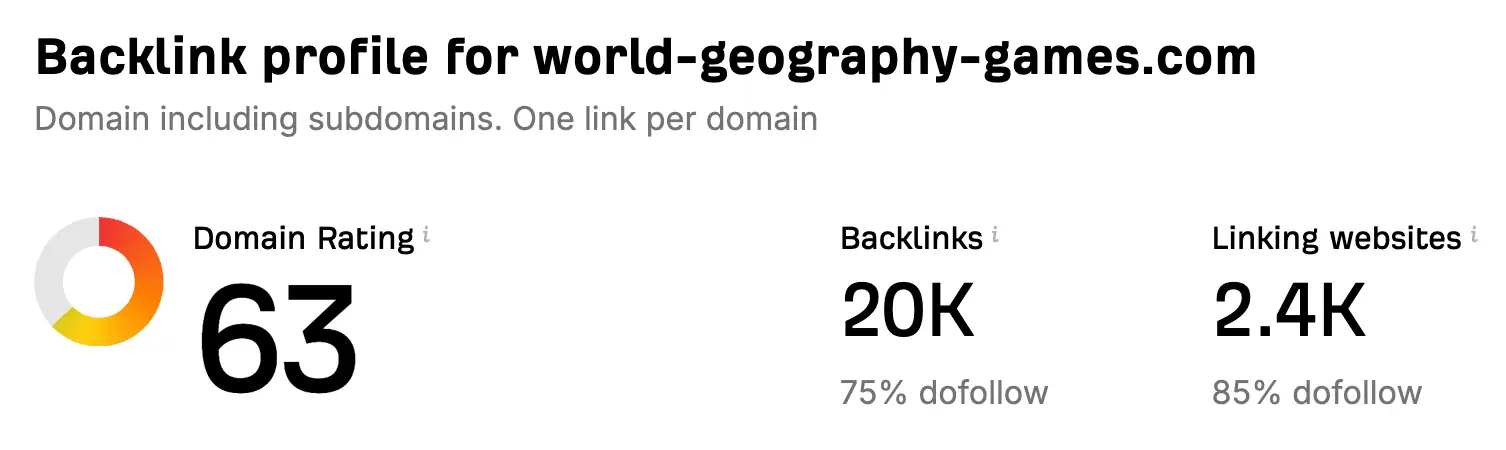 Backlink profile for world-geography-games.com
Domain including subdomains. One link per domain
Domain Rating i
63
Backlinks i
20K
75% dofollow
Linking websites i
2.4K
85% dofollow